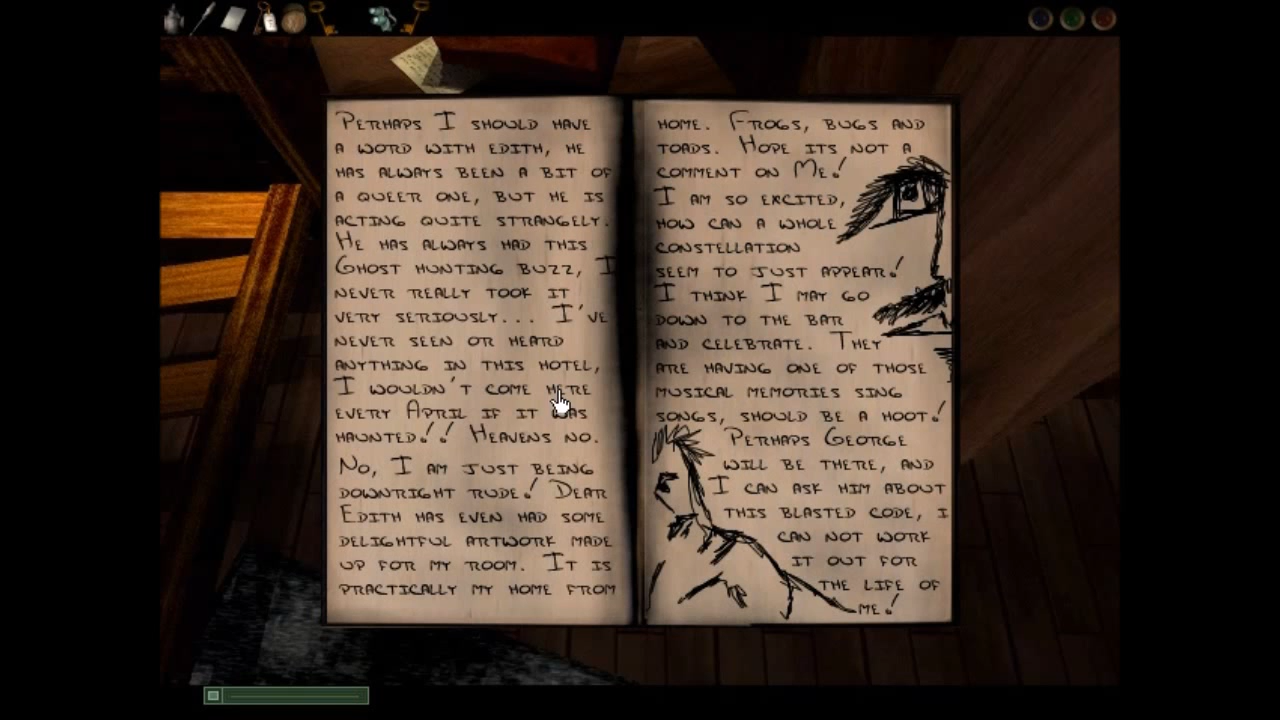 Perhaps I should have
a word with Edith, he
has always been a bit of
a queer one, but he is
acting quite strangely.
He has always had this
Ghost hunting buzz, I
never really took it
very seriously... I've
never seen or heard
anything in this hotel,
I wouldn't come here
every April if it was
haunted!! Heavens no.
No, I am just being
downright rude! Dear
Edith has even had some
delightful artwork made
up for my room. It is
practically my home from
home. Frogs, bugs and
toads. Hope its not a
comment on Me!
I am so excited,
how can a whole
constellation
seem to just appear!
I think I may go
down to the bar
and celebrate. They
are having one of those
musical memories sing
songs, should be a hoot!
Perhaps George
will be there, and
I can ask him about
this blasted code, I
can not work
it out for
the life of
me!